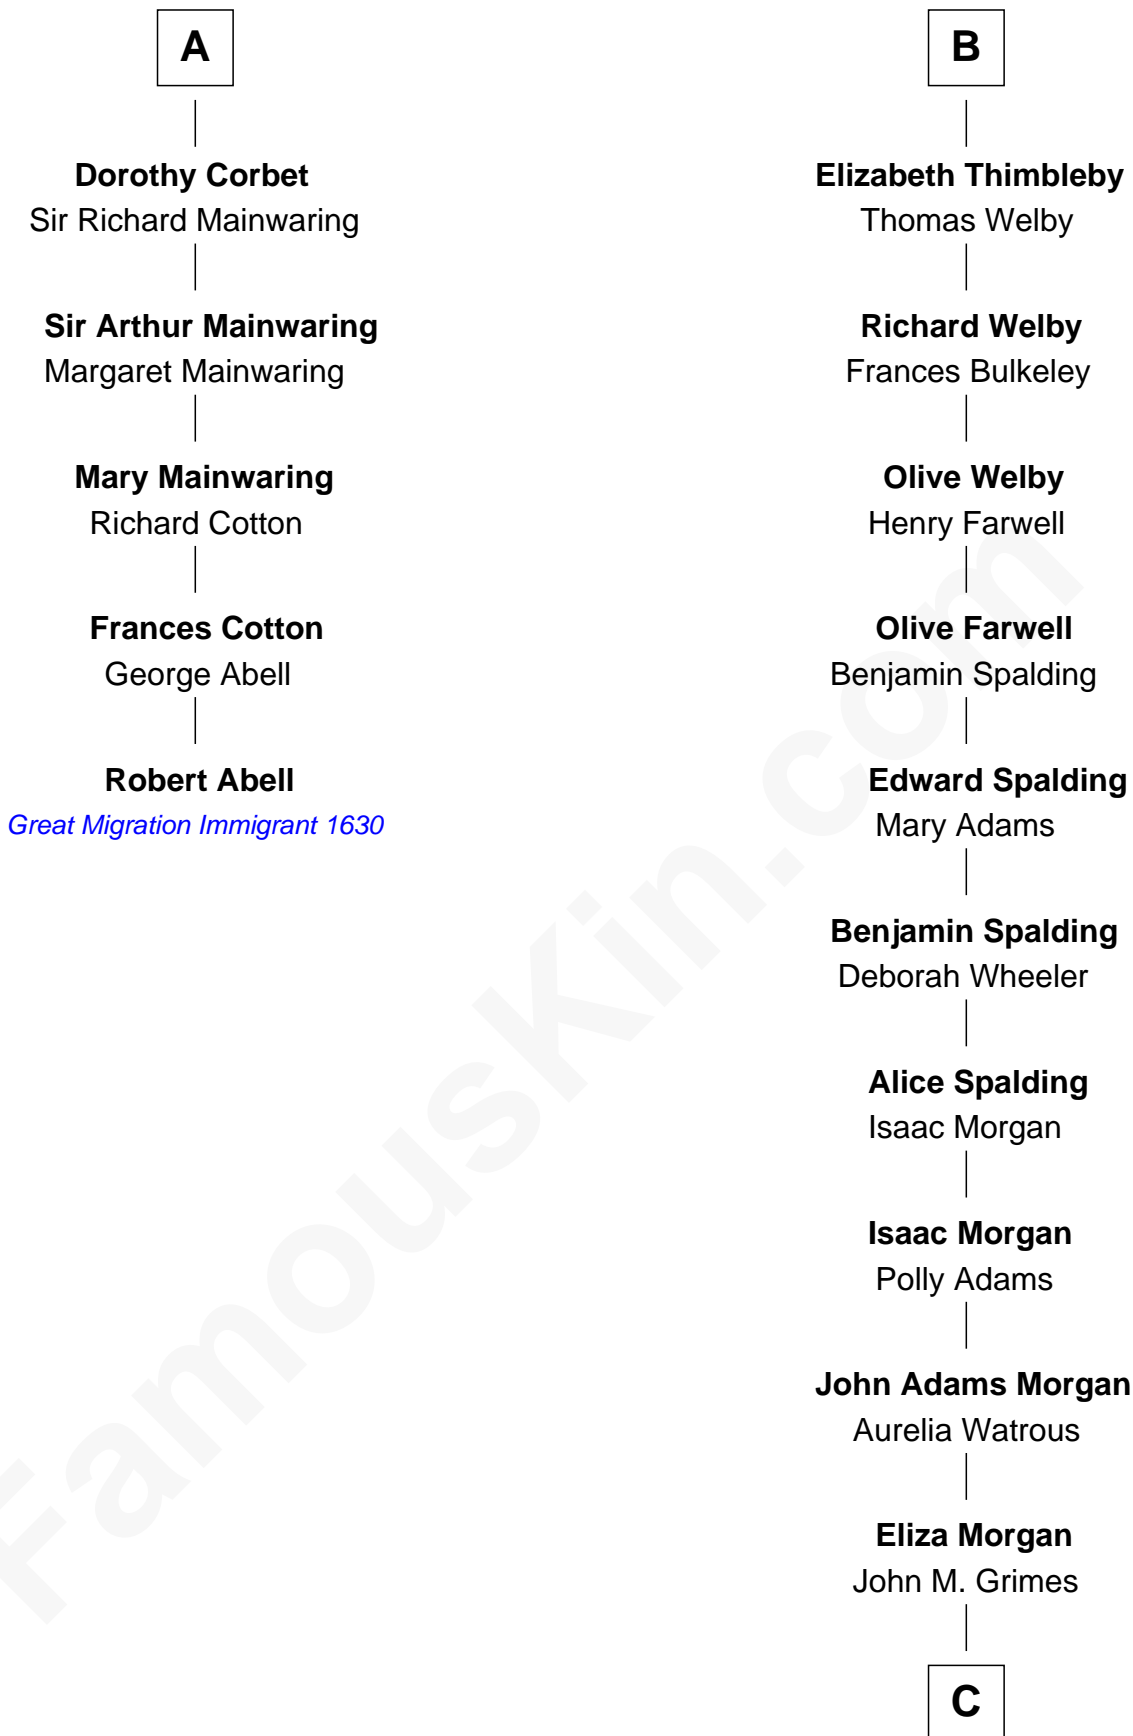 A
Dorothy Corbet
Sir Richard Mainwaring
Sir Arthur Mainwaring
Margaret Mainwaring
Mary Mainwaring
Richard Cotton
Frances Cotton
George Abell
Robert Abell
Great Migration Immigrant 1630
B
Elizabeth Thimbleby
Thomas Welby
Richard Welby
Frances Bulkeley
Olive Welby
Henry Farwell
Olive Farwell
Benjamin Spalding
Edward Spalding
Mary Adams
Benjamin Spalding
Deborah Wheeler
Alice Spalding
Isaac Morgan
Isaac Morgan
Polly Adams
John Adams Morgan
Aurelia Watrous
Eliza Morgan
John M. Grimes
C
FamousKin.com